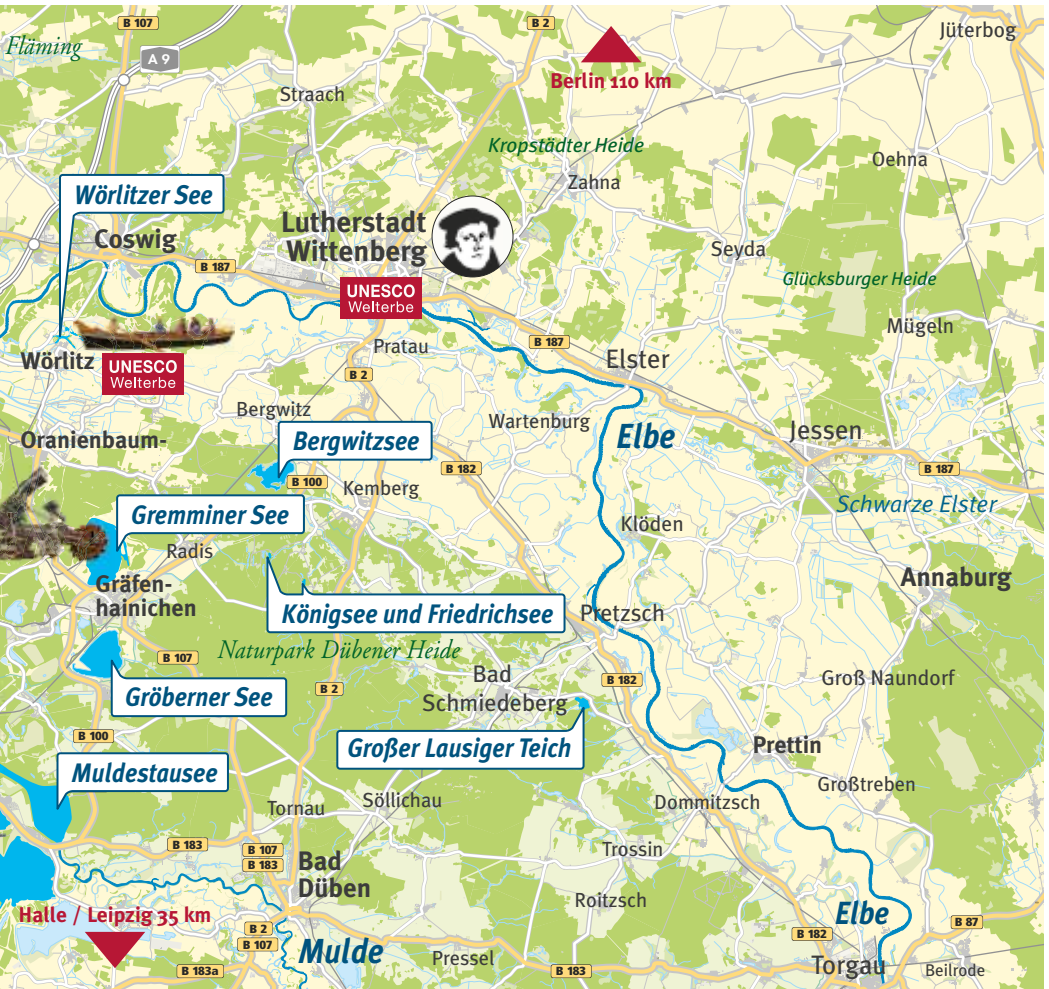 B 107
B 2
Jüterbog
Fläming
A 9
Berlin 110 km
Straach
Kropstädter Heide
Oehna
Zahna
Wörlitzer See
Lutherstadt
Wittenberg
Coswig
Seyda
B 187
Glücksburger Heide
UNESCO
Welterbe
Mügeln
B 187
Pratau
Elster
Wörlitz
UNESCO
Welterbe
B 2
Bergwitz
Wartenburg
Elbe
Jessen
Oranienbaum-
Bergwitzsee
B 182
B 187
B 100
Kemberg
Schwarze Elster
Gremminer See
Klöden
Radis
Annaburg
Gräfen-
hainichen
Königsee und Friedrichsee
Pretzsch
Naturpark Dübener Heide
B 107
Bad
Schmiedeberg
B 182
Groß Naundorf
B 2
Gröberner See
B 100
Großer Lausiger Teich
Prettin
Muldestausee
Großtreben
Tornau
Söllichau
Dommitzsch
B 183
B 107
B 183
Trossin
Bad
Düben
Roitzsch
Halle / Leipzig 35 km
Elbe
B 87
B 2
B 107
Mulde
B 182
Pressel
B 183a
B 183
Torgau
Beilrode